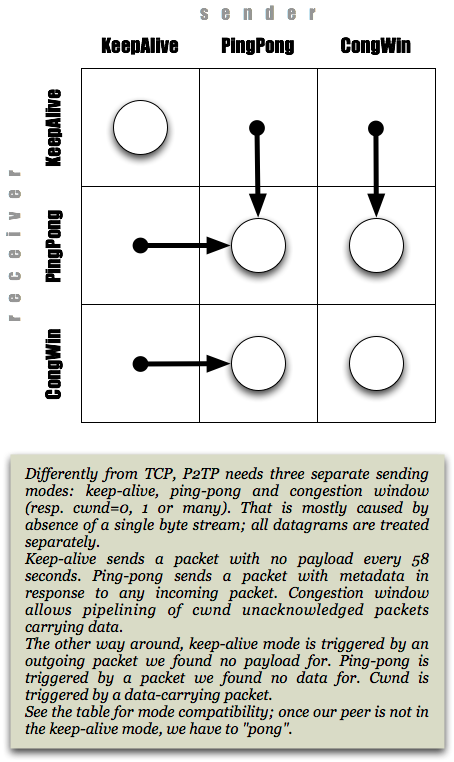 sender
KeepAlive PingPong CongWin
receiver
KeepAlive
PingPong
CongWin
Differently from TCP, P2TP needs three separate sending
modes: keep-alive, ping-pong and congestion window
(resp. cwnd=0, 1 or many). That is mostly caused by
absence of a single byte stream; all datagrams are treated
separately.
Keep-alive sends a packet with no payload every 58
seconds. Ping-pong sends a packet with metadata in
response to any incoming packet. Congestion window
allows pipelining of cwnd unacknowledged packets
carrying data.
The other way around, keep-alive mode is triggered by an
outgoing packet we found no payload for. Ping-pong is
triggered by a packet we found no data for. Cwnd is
triggered by a data-carrying packet.
See the table for mode compatibility; once our peer is not in
the keep-alive mode, we have to "pong".